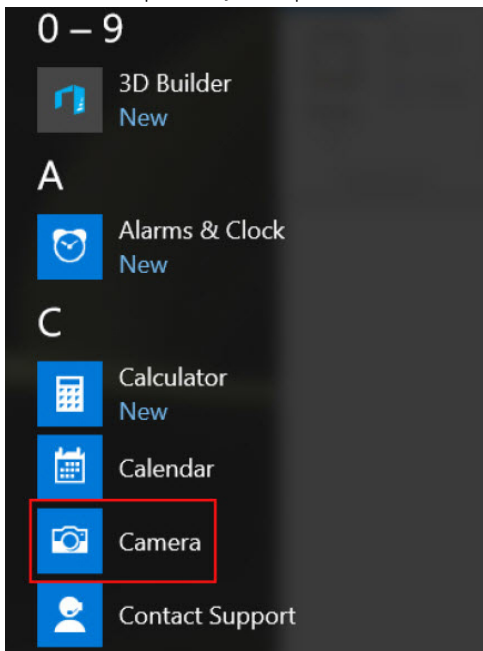 0 – 9
3D Builder
New
A
Alarms & Clock
New
C
Calculator
New
Calendar
Camera
Contact Support